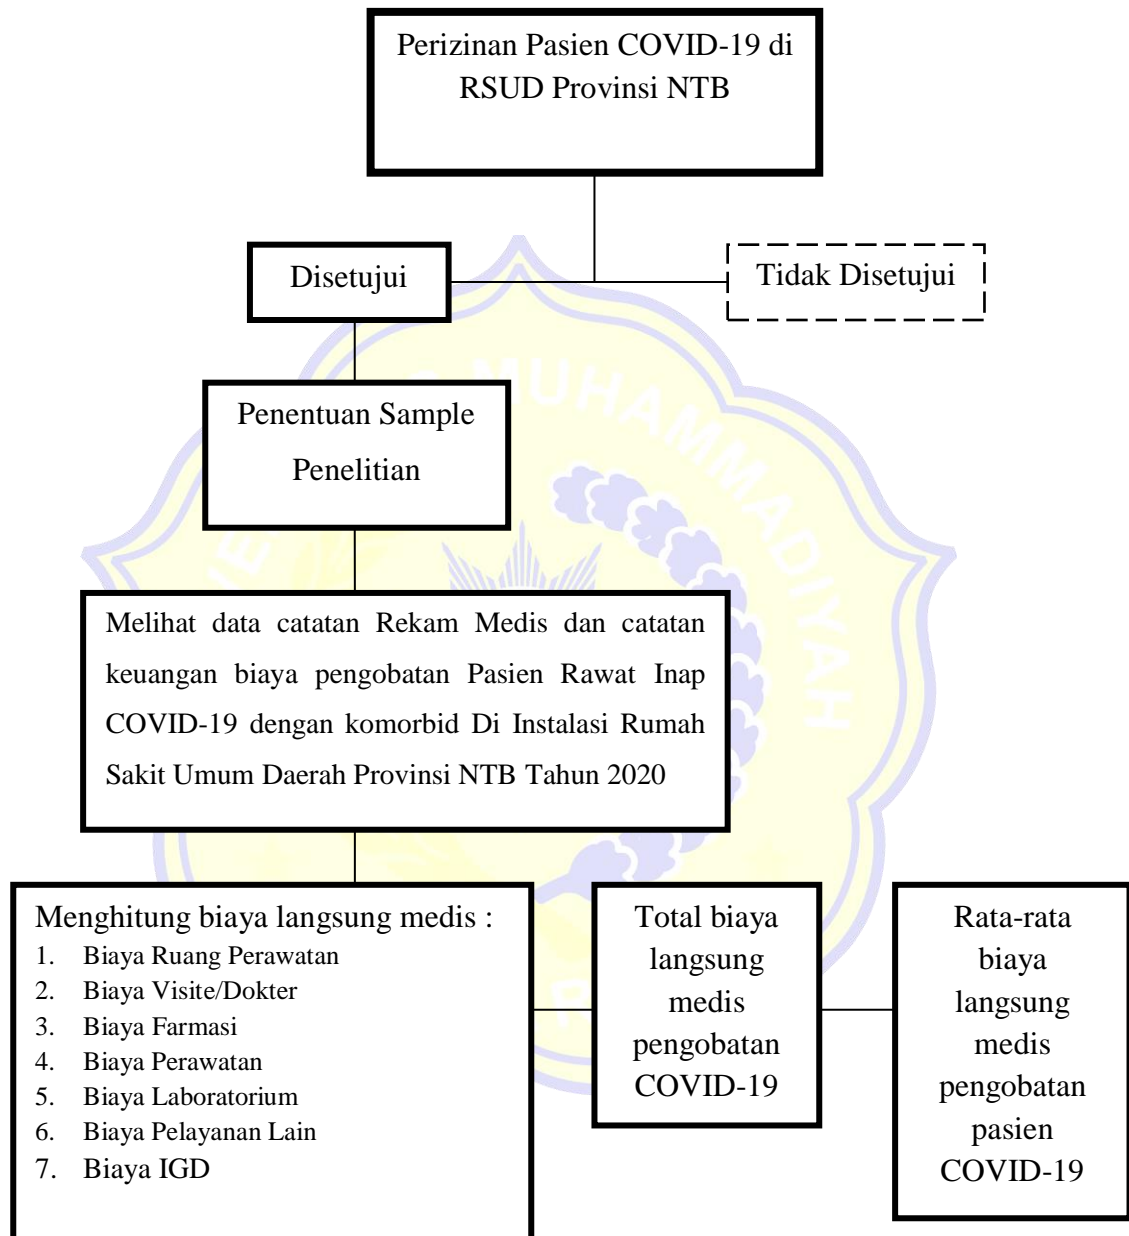 Perizinan Pasien COVID-19 di
RSUD Provinsi NTB
Disetujui
Tidak Disetujui
Penentuan Sample
Penelitian
Melihat data catatan Rekam Medis dan catatan
keuangan biaya pengobatan Pasien Rawat Inap
COVID-19 dengan komorbid Di Instalasi Rumah
Sakit Umum Daerah Provinsi NTB Tahun 2020
Menghitung biaya langsung medis :
1. Biaya Ruang Perawatan
2. Biaya Visite/Dokter
3. Biaya Farmasi
4. Biaya Perawatan
5. Biaya Laboratorium
6. Biaya Pelayanan Lain
7. Biaya IGD
Total biaya
langsung
medis
pengobatan
COVID-19
Rata-rata
biaya
langsung
medis
pengobatan
pasien
COVID-19
MUHAMMADIYAH